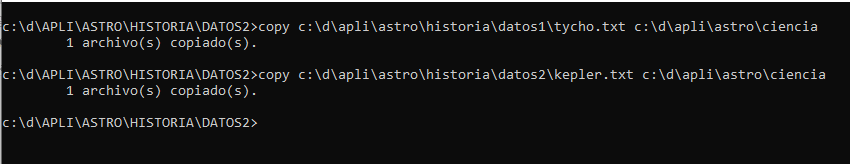 c:\d\APLI\ASTRO\HISTORIA\DATOS2>copy c:\d\apli\astro\historia\datos1\tycho.txt c:\d\apli\astro\ciencia
        1 archivo(s) copiado(s).
c:\d\APLI\ASTRO\HISTORIA\DATOS2>copy c:\d\apli\astro\historia\datos2\kepler.txt c:\d\apli\astro\ciencia
        1 archivo(s) copiado(s).
c:\d\APLI\ASTRO\HISTORIA\DATOS2>